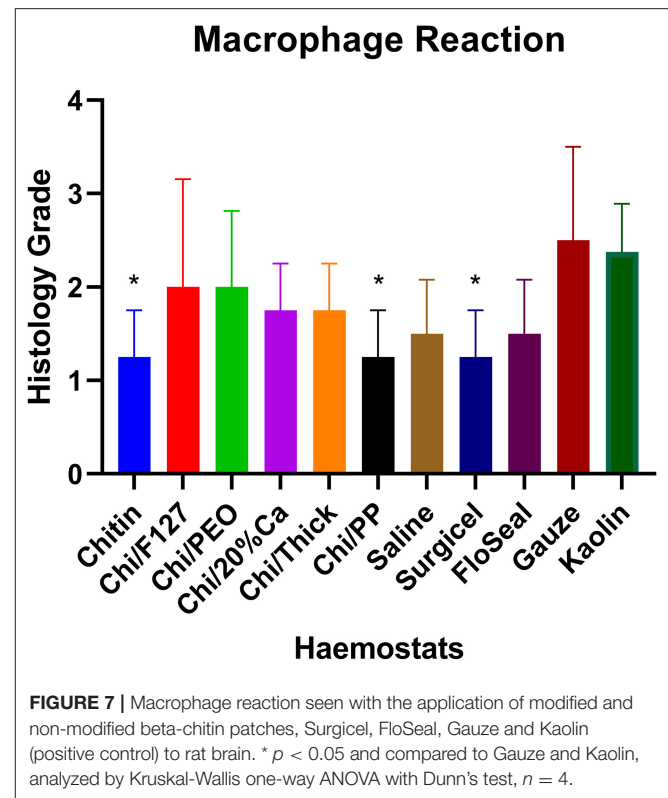 Macrophage Reaction
Histology Grade
4
3
2
1
0
*
*
*
Chitin
Chi/F127
Chi/PEO
Chi/20%Ca
Chi/Thick
Chi/PP
Saline
Surgicel
FloSeal
Gauze
Kaolin
Haemostats
FIGURE 7 | Macrophage reaction seen with the application of modified and
non-modified beta-chitin patches, Surgicel, FloSeal, Gauze and Kaolin
(positive control) to rat brain. * p < 0.05 and compared to Gauze and Kaolin,
analyzed by Kruskal-Wallis one-way ANOVA with Dunn's test, n = 4.